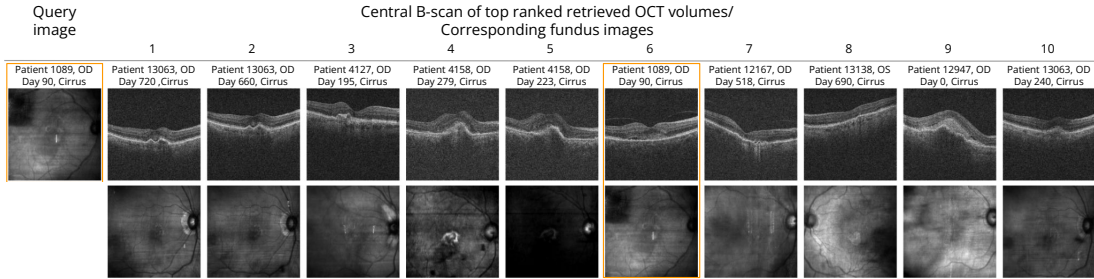 Query
image
Central B-scan of top ranked retrieved OCT volumes/
Corresponding fundus images
1 2 3 4 5 6 7 8 9 10
Patient 1089, OD
Day 90, Cirrus
Patient 13063, OD
Day 720 ,Cirrus
Patient 13063, OD
Day 660, Cirrus
Patient 4127, OD
Day 195, Cirrus
Patient 4158, OD
Day 279, Cirrus
Patient 4158, OD
Day 223, Cirrus
Patient 1089, OD
Day 90, Cirrus
Patient 12167, OD
Day 518, Cirrus
Patient 13138, OS
Day 690, Cirrus
Patient 12947, OD
Day 0, Cirrus
Patient 13063, OD
Day 240, Cirrus